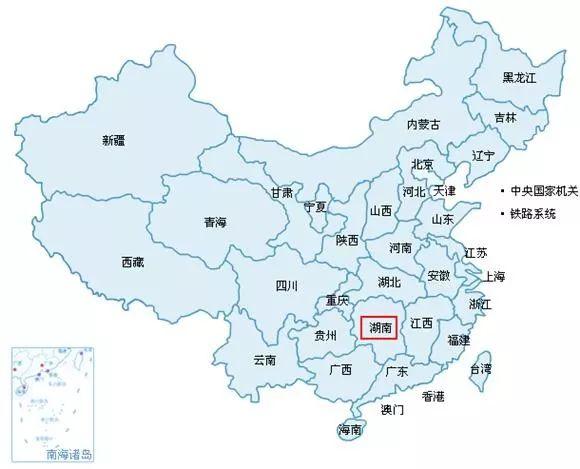 黑龙江
吉林
内蒙古
新疆
辽宁
北京
甘肃
宁夏
河北
天津
山西
中央国家机关
青海
山东
铁路系统
陕西
河南
西藏
江苏
四川
湖北
安徽
上海
重庆
浙江
湖南
江西
贵州
福建
云南
广西
广东
台湾
香港
澳门
海南
南海诸岛